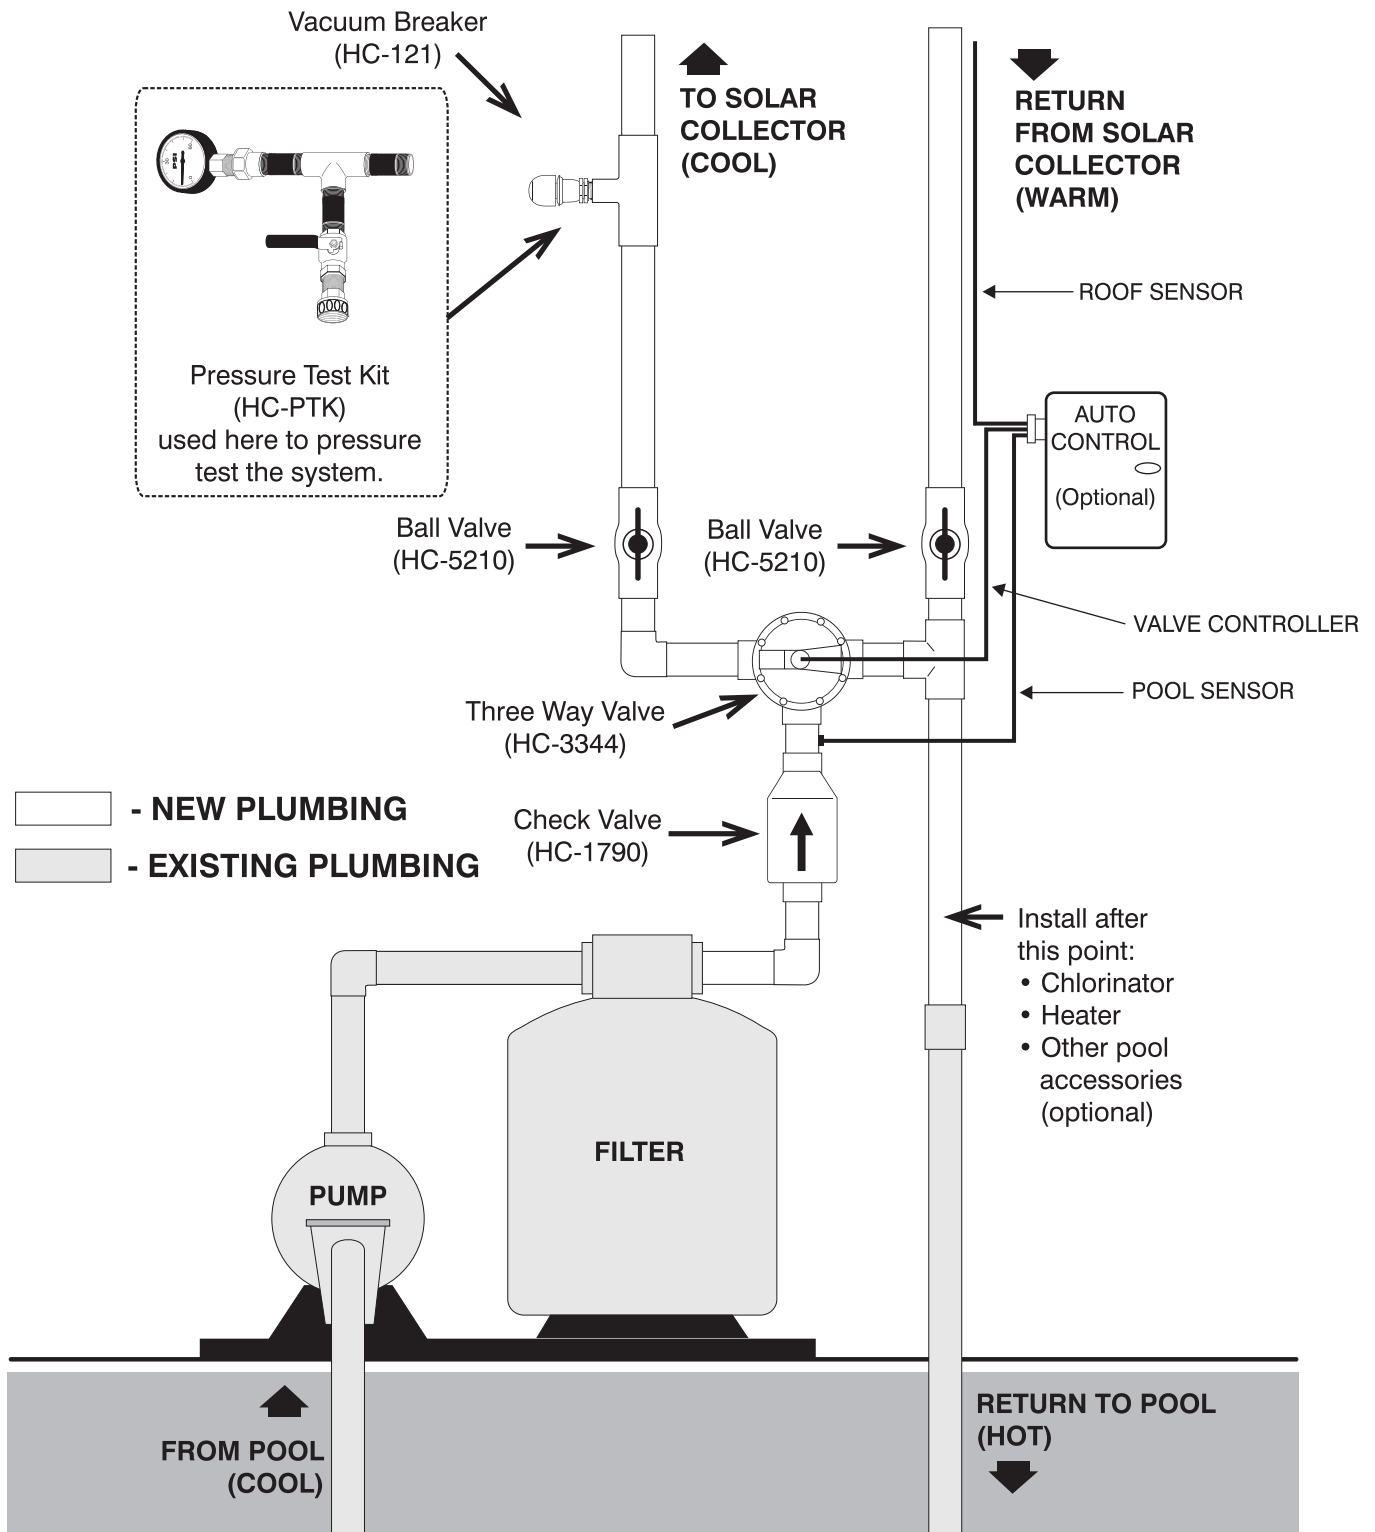 Vacuum Breaker
(HC-121)
TO SOLAR
COLLECTOR
(COOL)
RETURN
FROM SOLAR
COLLECTOR
(WARM)
PSI
ROOF SENSOR
Pressure Test Kit
(HC-PTK)
used here to pressure
test the system.
AUTO
CONTROL
(Optional)
Ball Valve
(HC-5210)
Ball Valve
(HC-5210)
VALVE CONTROLLER
POOL SENSOR
Three Way Valve
(HC-3344)
- NEW PLUMBING
- EXISTING PLUMBING
Check Valve
(HC-1790)
Install after
this point:
• Chlorinator
• Heater
• Other pool
accessories
(optional)
FILTER
PUMP
FROM POOL
(COOL)
RETURN TO POOL
(HOT)